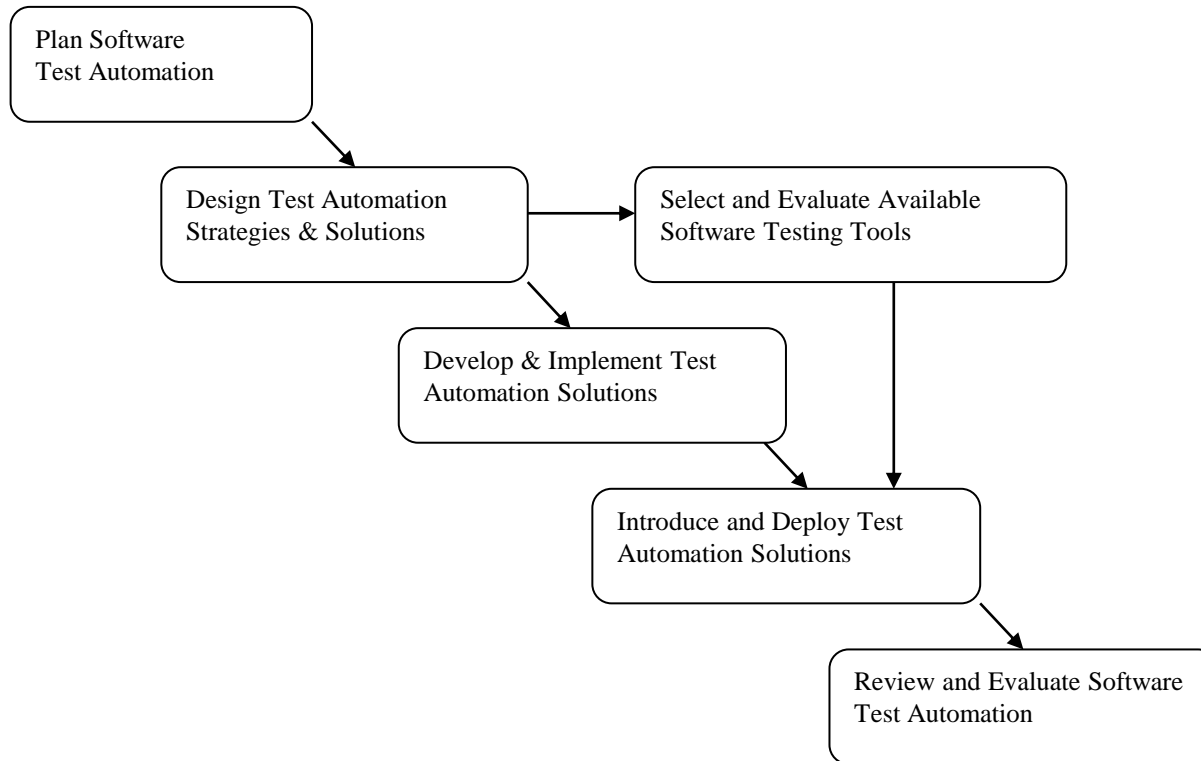 Plan Software
Test Automation
Design Test Automation
Strategies & Solutions
Select and Evaluate Available
Software Testing Tools
Develop & Implement Test
Automation Solutions
Introduce and Deploy Test
Automation Solutions
Review and Evaluate Software
Test Automation